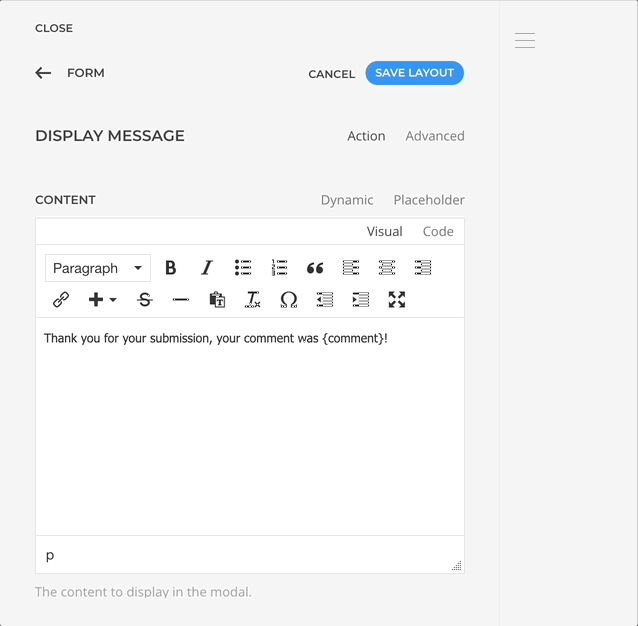 CLOSE
FORM
CANCEL
SAVE LAYOUT
DISPLAY MESSAGE
Action
Advanced
CONTENT
Dynamic
Placeholder
Visual
Code
Paragraph
Thank you for your submission, your comment was {comment}!
p
The content to display in the modal.